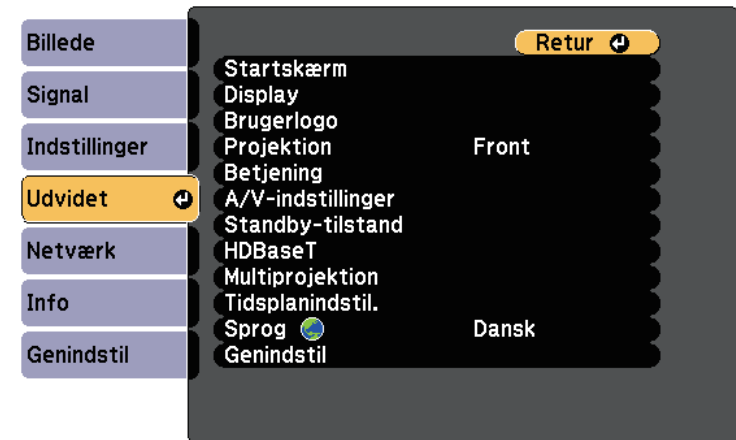 Billede
Signal
Indstillinger
Udvidet
Netværk
Info
Genindstil
Retur
Startskærm
Display
Brugerlogo
Projektion Front
Betjening
A/V-indstillinger
Standby-tilstand
HDBaseT
Multiprojektion
Tidsplanindstil.
Sprog Dansk
Genindstil